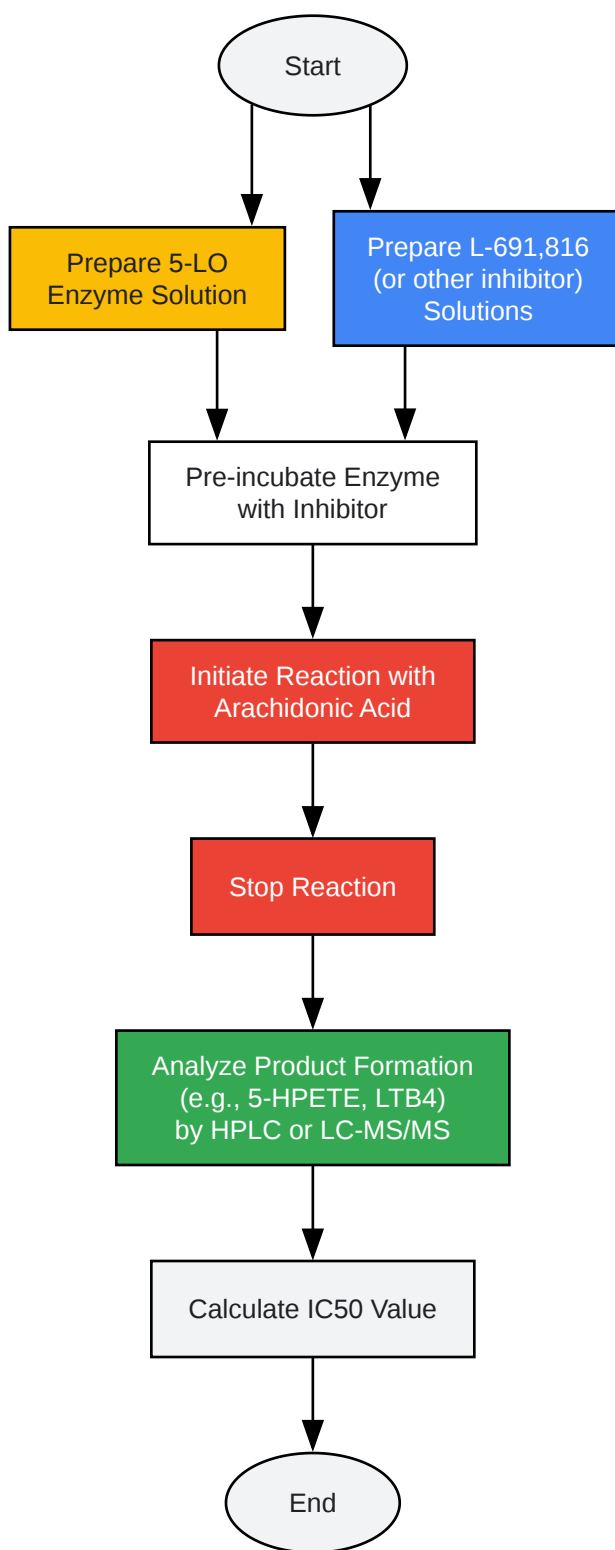 Start
Prepare 5-LO
Enzyme Solution
Prepare L-691,816
(or other inhibitor)
Solutions
Pre-incubate Enzyme
with Inhibitor
Initiate Reaction with
Arachidonic Acid
Stop Reaction
Analyze Product Formation
(e.g., 5-HPETE, LTB4)
by HPLC or LC-MS/MS
Calculate IC50 Value
End